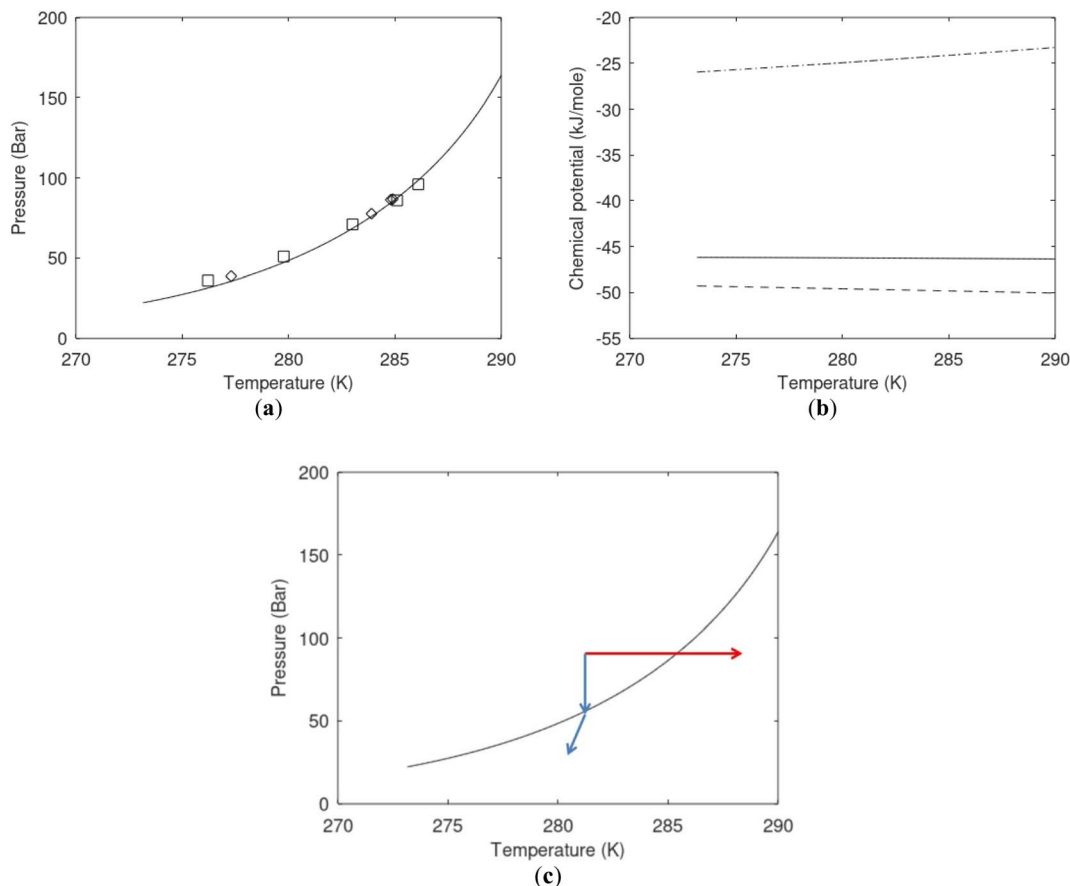 200
150
100
50
0
270 275 280 285 290
Pressure (Bar)
Temperature (K)
(a)
-20
-25
-30
-35
-40
-45
-50
-55
270 275 280 285 290
Chemical potential (kJ/mole)
Temperature (K)
(b)
200
150
100
50
0
270 275 280 285 290
Pressure (Bar)
Temperature (K)
(c)